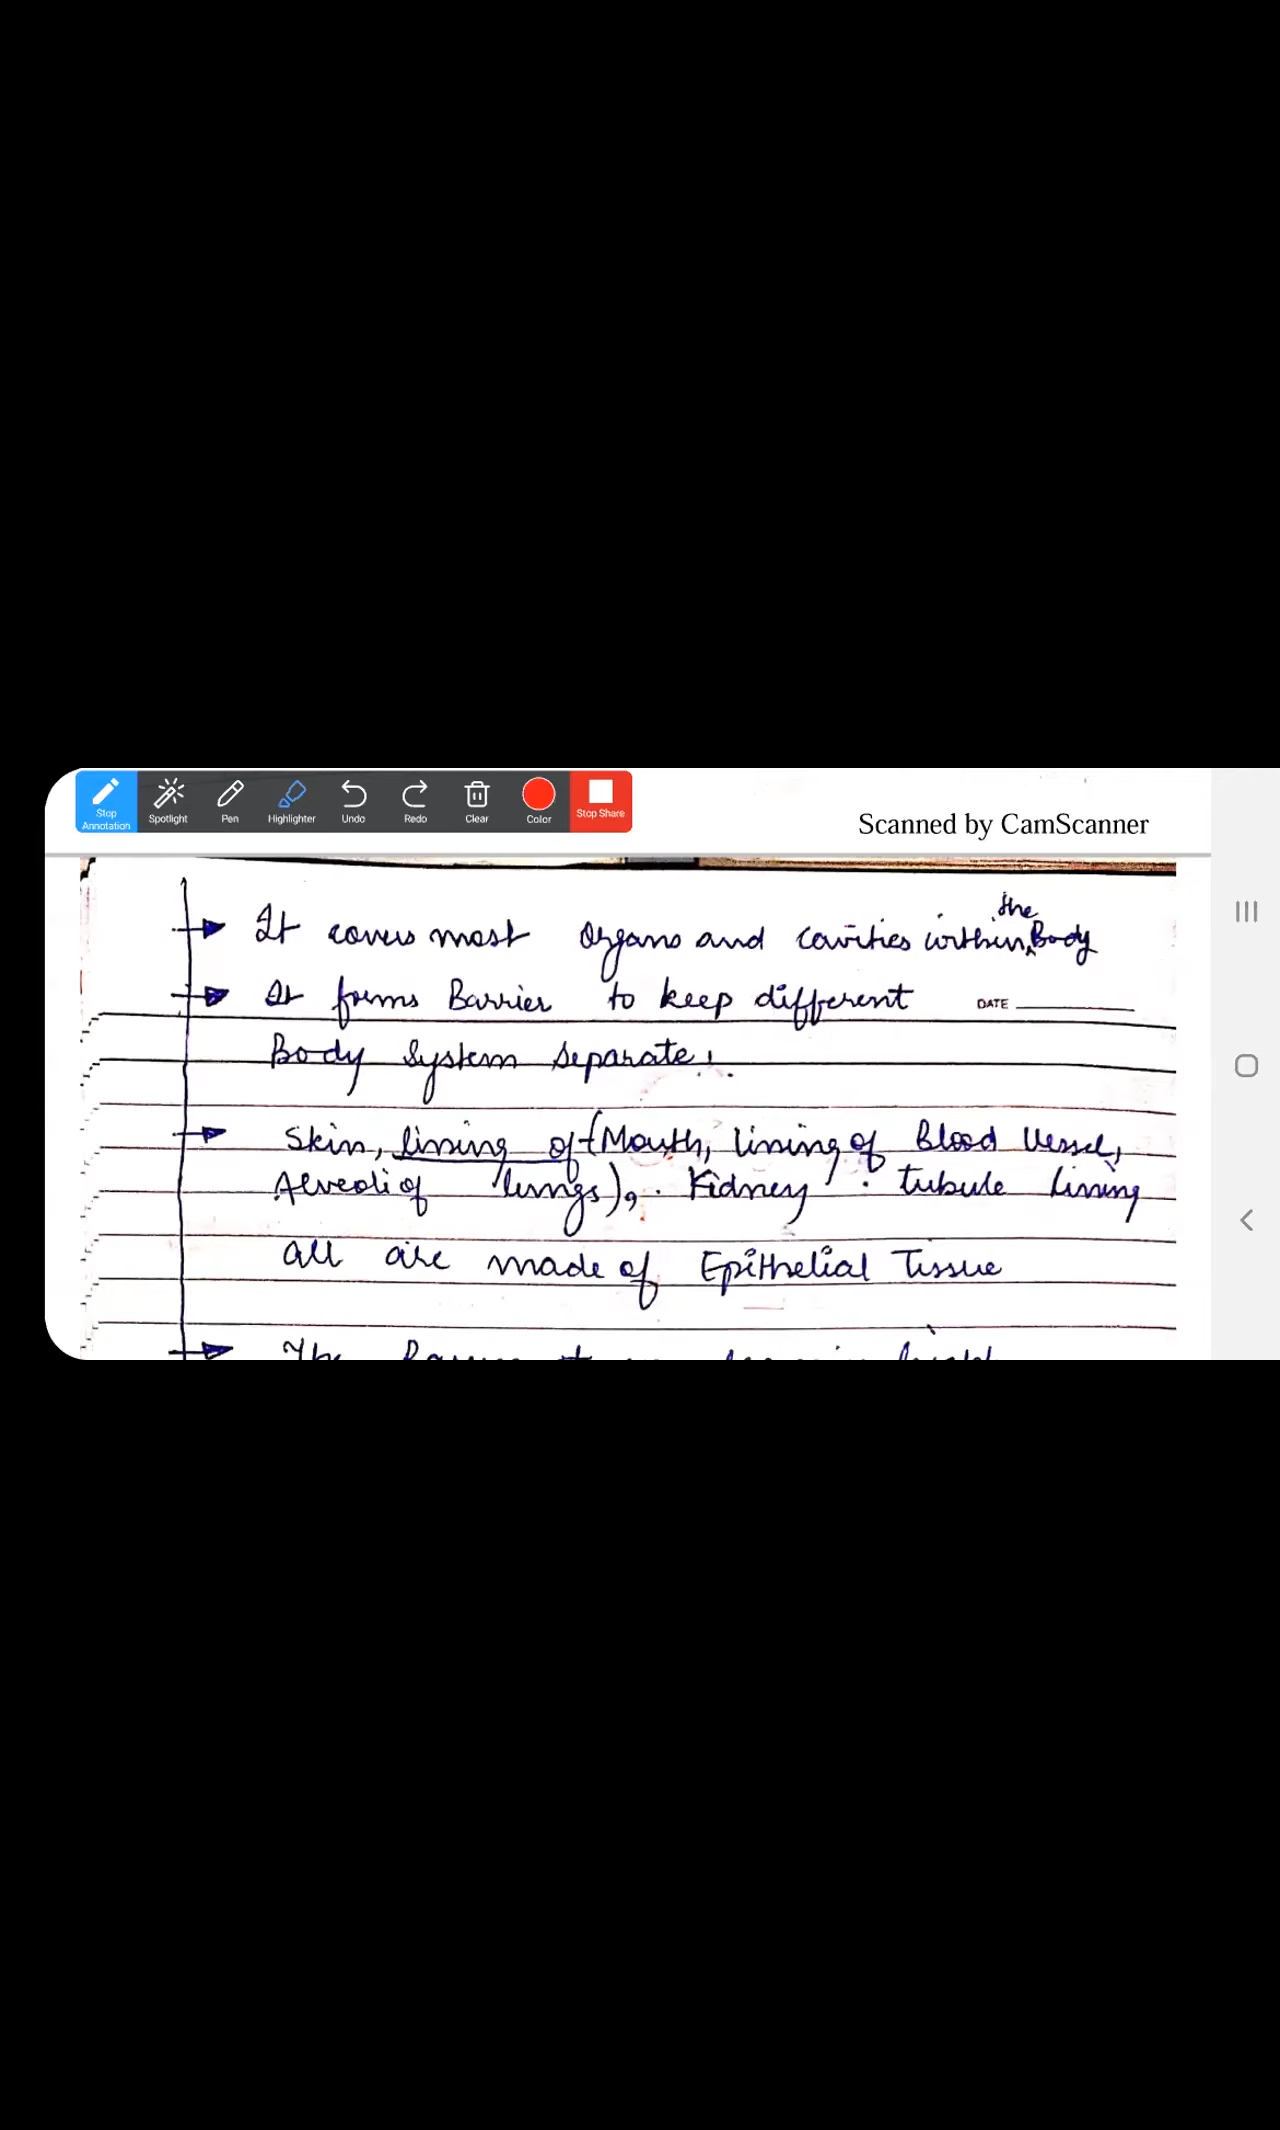 Stop Annotation Spotlight Pen Highlighter Undo Redo Clear Color Stop Share
Scanned by CamScanner
the
It covers most Organs and cavities within Body
It forms Barrier to keep different
DATE
Body System separate.
Skin, lining of (Mouth, lining of Blood Vessel,
Alveoli of lungs), Kidney tubule lining
all are made of Epithelial Tissue
The